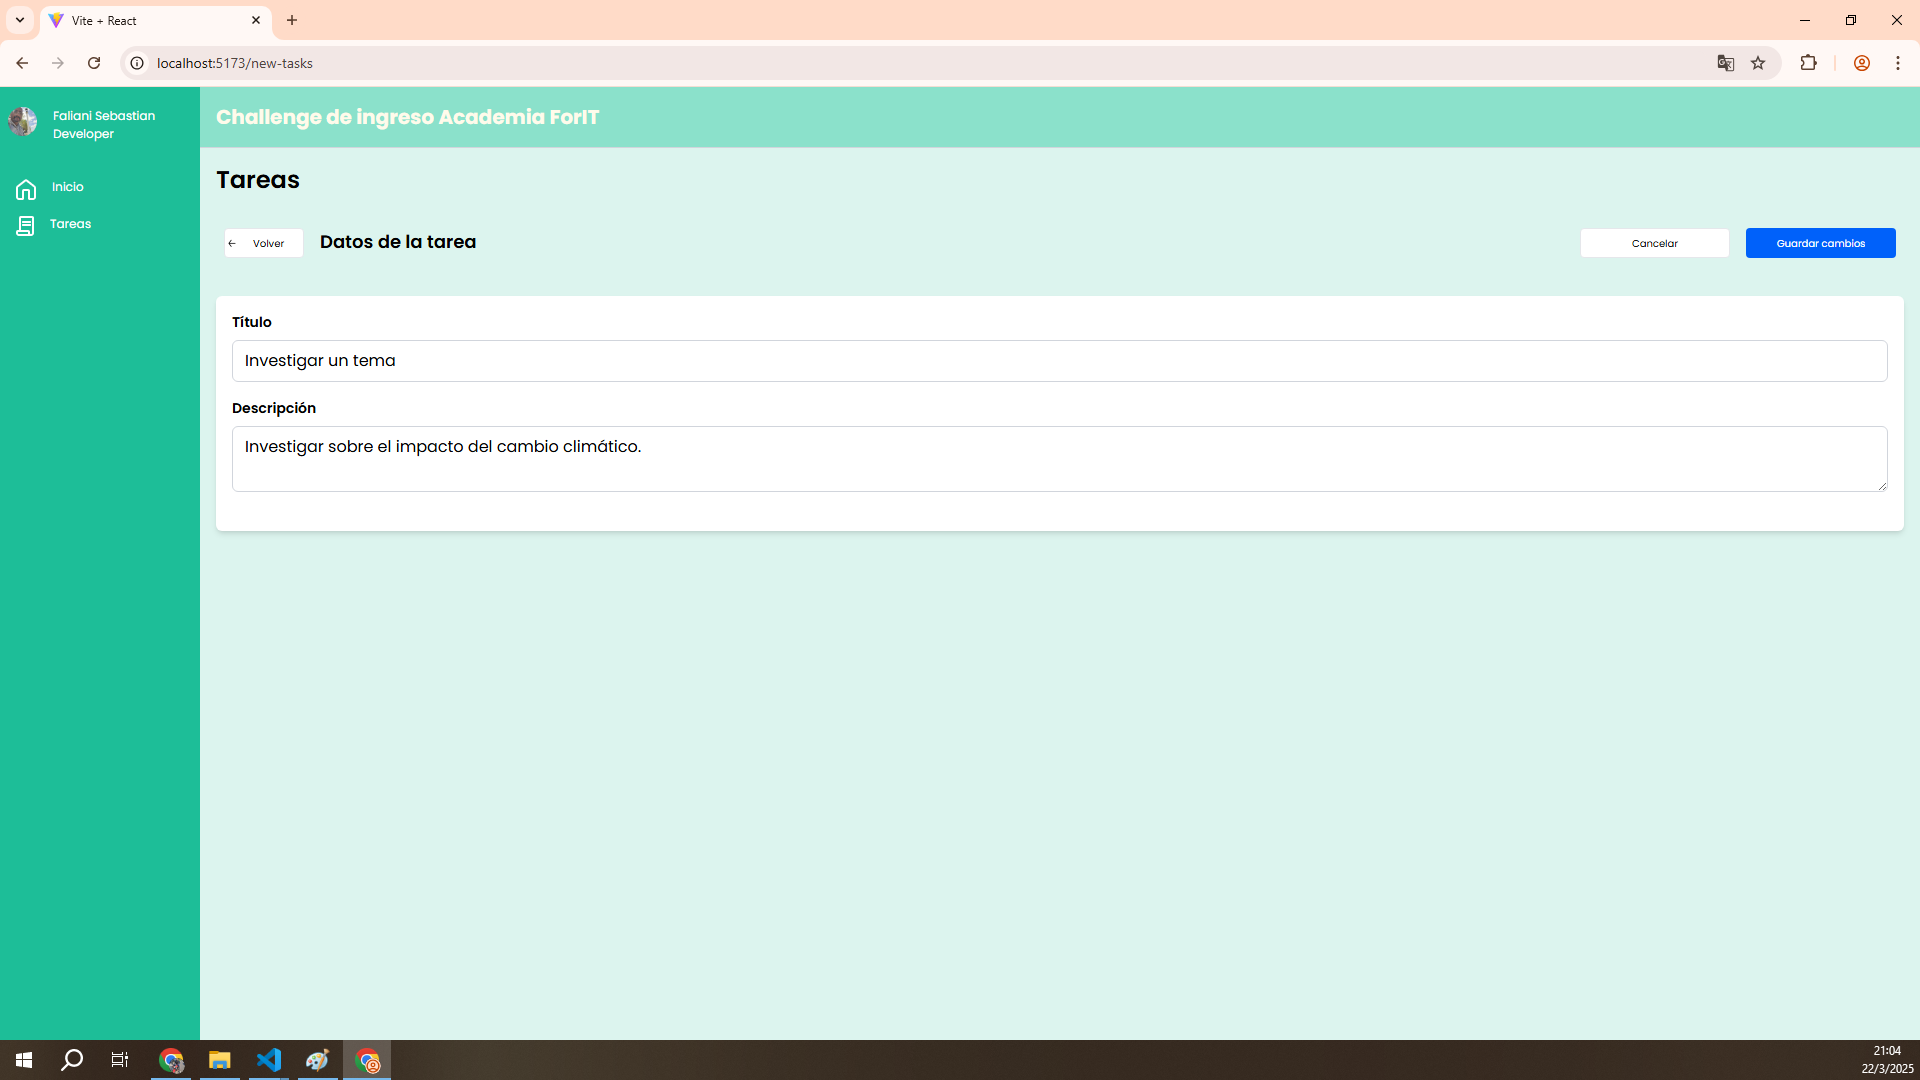 Vite + React
localhost:5173/new-tasks
Faliani Sebastian
Developer
Inicio
Tareas
Challenge de ingreso Academia ForIT
Tareas
Volver
Datos de la tarea
Cancelar
Guardar cambios
Título
Investigar un tema
Descripción
Investigar sobre el impacto del cambio climático.
21:04
22/3/2025